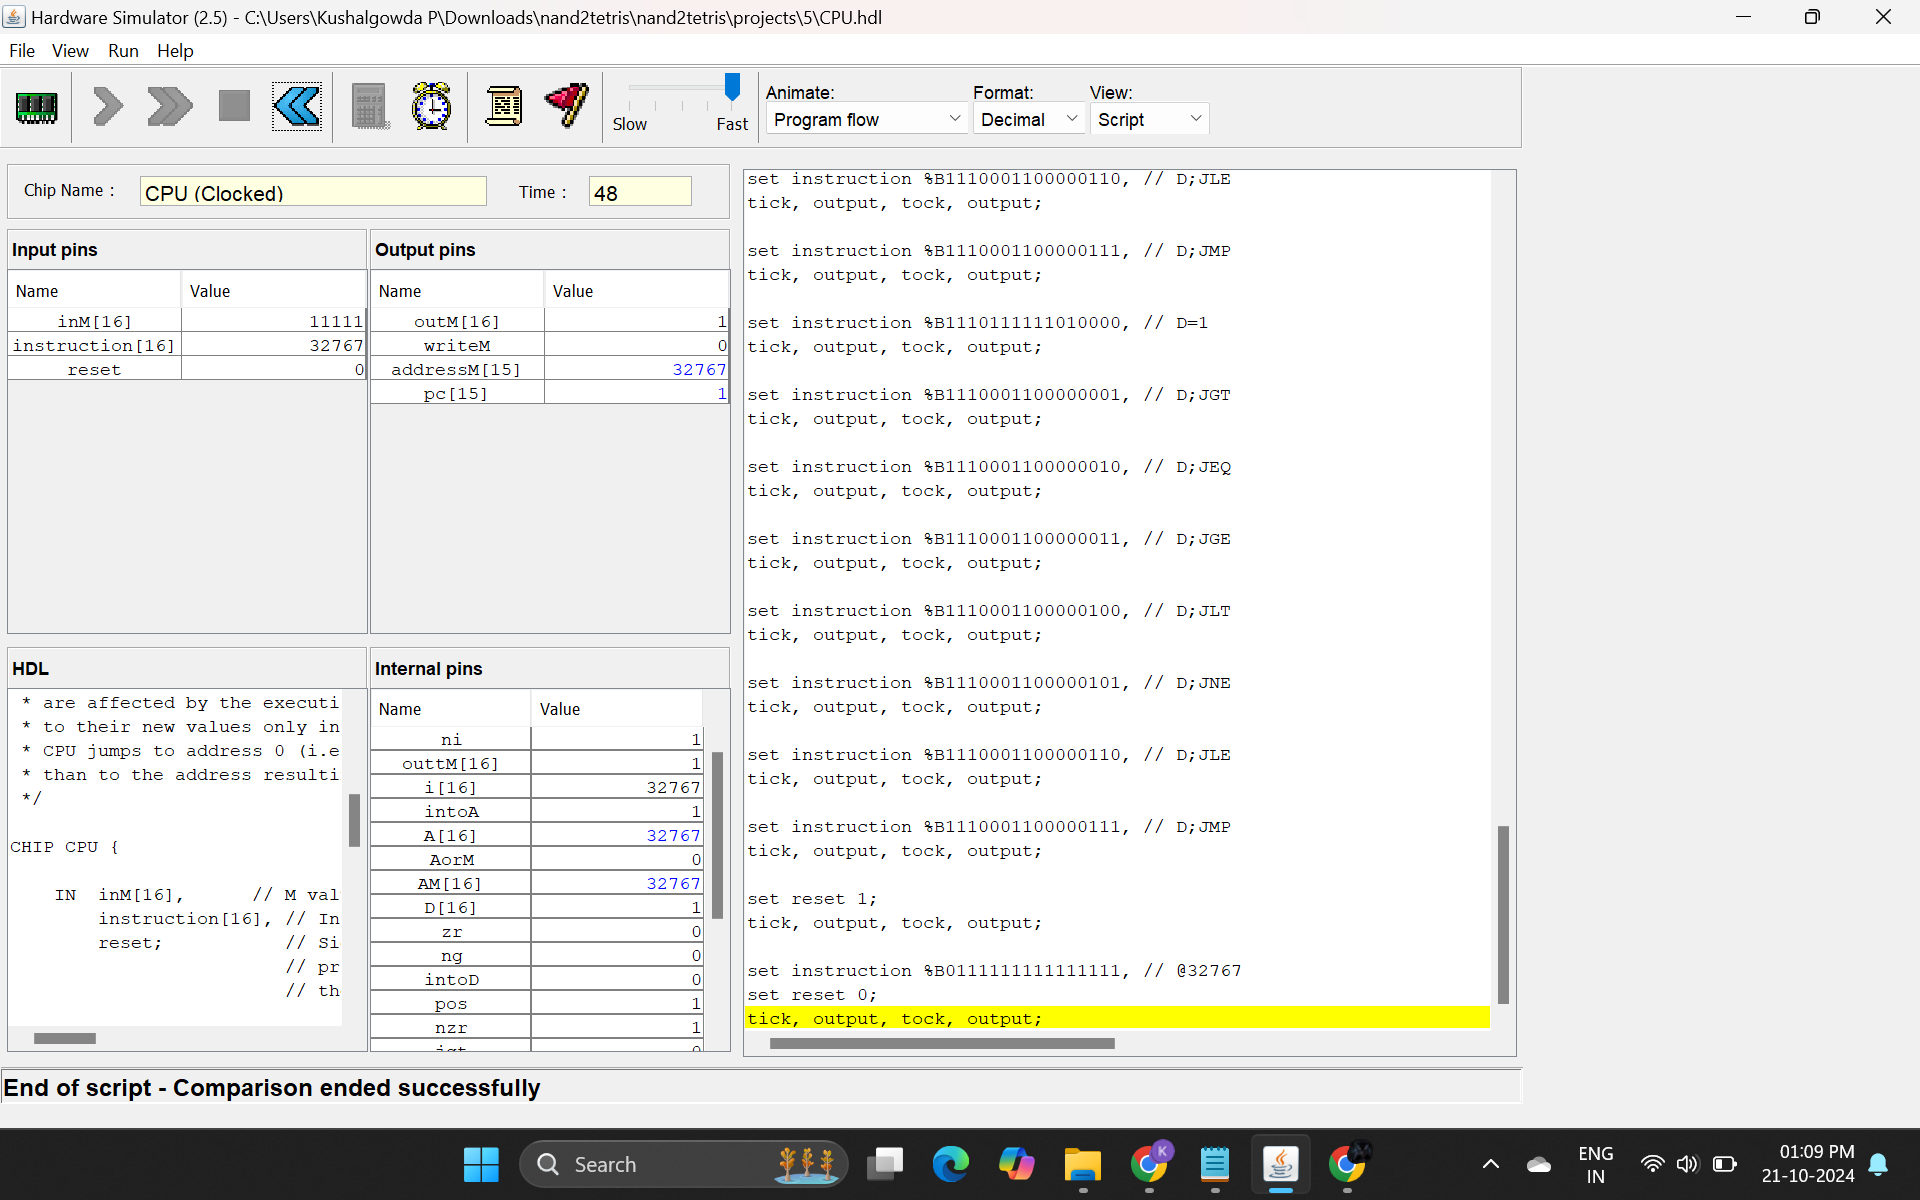 Hardware Simulator (2.5) - C:\Users\Kushalgowda P\Downloads\nand2tetris\nand2tetris\projects\5\CPU.hdl
File View Run Help
Slow Fast
Animate:
Program flow
Format:
Decimal
View:
Script
Chip Name :
CPU (Clocked)
Time :
48
Input pins
Name Value
inM[16] 11111
instruction[16] 32767
reset 0
Output pins
Name Value
outM[16] 1
writeM 0
addressM[15] 32767
pc[15] 1
HDL
* are affected by the executi
* to their new values only in
* CPU jumps to address 0 (i.e
* than to the address resulti
*/
CHIP CPU {
IN inM[16], // M val
instruction[16], // In
reset; // Si
// pr
// th
Internal pins
Name Value
ni 1
outtM[16] 1
i[16] 32767
intoA 1
A[16] 32767
AorM 0
AM[16] 32767
D[16] 1
zr 0
ng 0
intoD 0
pos 1
nzr 1
set instruction %B1110001100000110, // D;JLE
tick, output, tock, output;
set instruction %B1110001100000111, // D;JMP
tick, output, tock, output;
set instruction %B1110111111010000, // D=1
tick, output, tock, output;
set instruction %B1110001100000001, // D;JGT
tick, output, tock, output;
set instruction %B1110001100000010, // D;JEQ
tick, output, tock, output;
set instruction %B1110001100000011, // D;JGE
tick, output, tock, output;
set instruction %B1110001100000100, // D;JLT
tick, output, tock, output;
set instruction %B1110001100000101, // D;JNE
tick, output, tock, output;
set instruction %B1110001100000110, // D;JLE
tick, output, tock, output;
set instruction %B1110001100000111, // D;JMP
tick, output, tock, output;
set reset 1;
tick, output, tock, output;
set instruction %B0111111111111111, // @32767
set reset 0;
tick, output, tock, output;
End of script - Comparison ended successfully
Search
K
ENG
IN
01:09 PM
21-10-2024